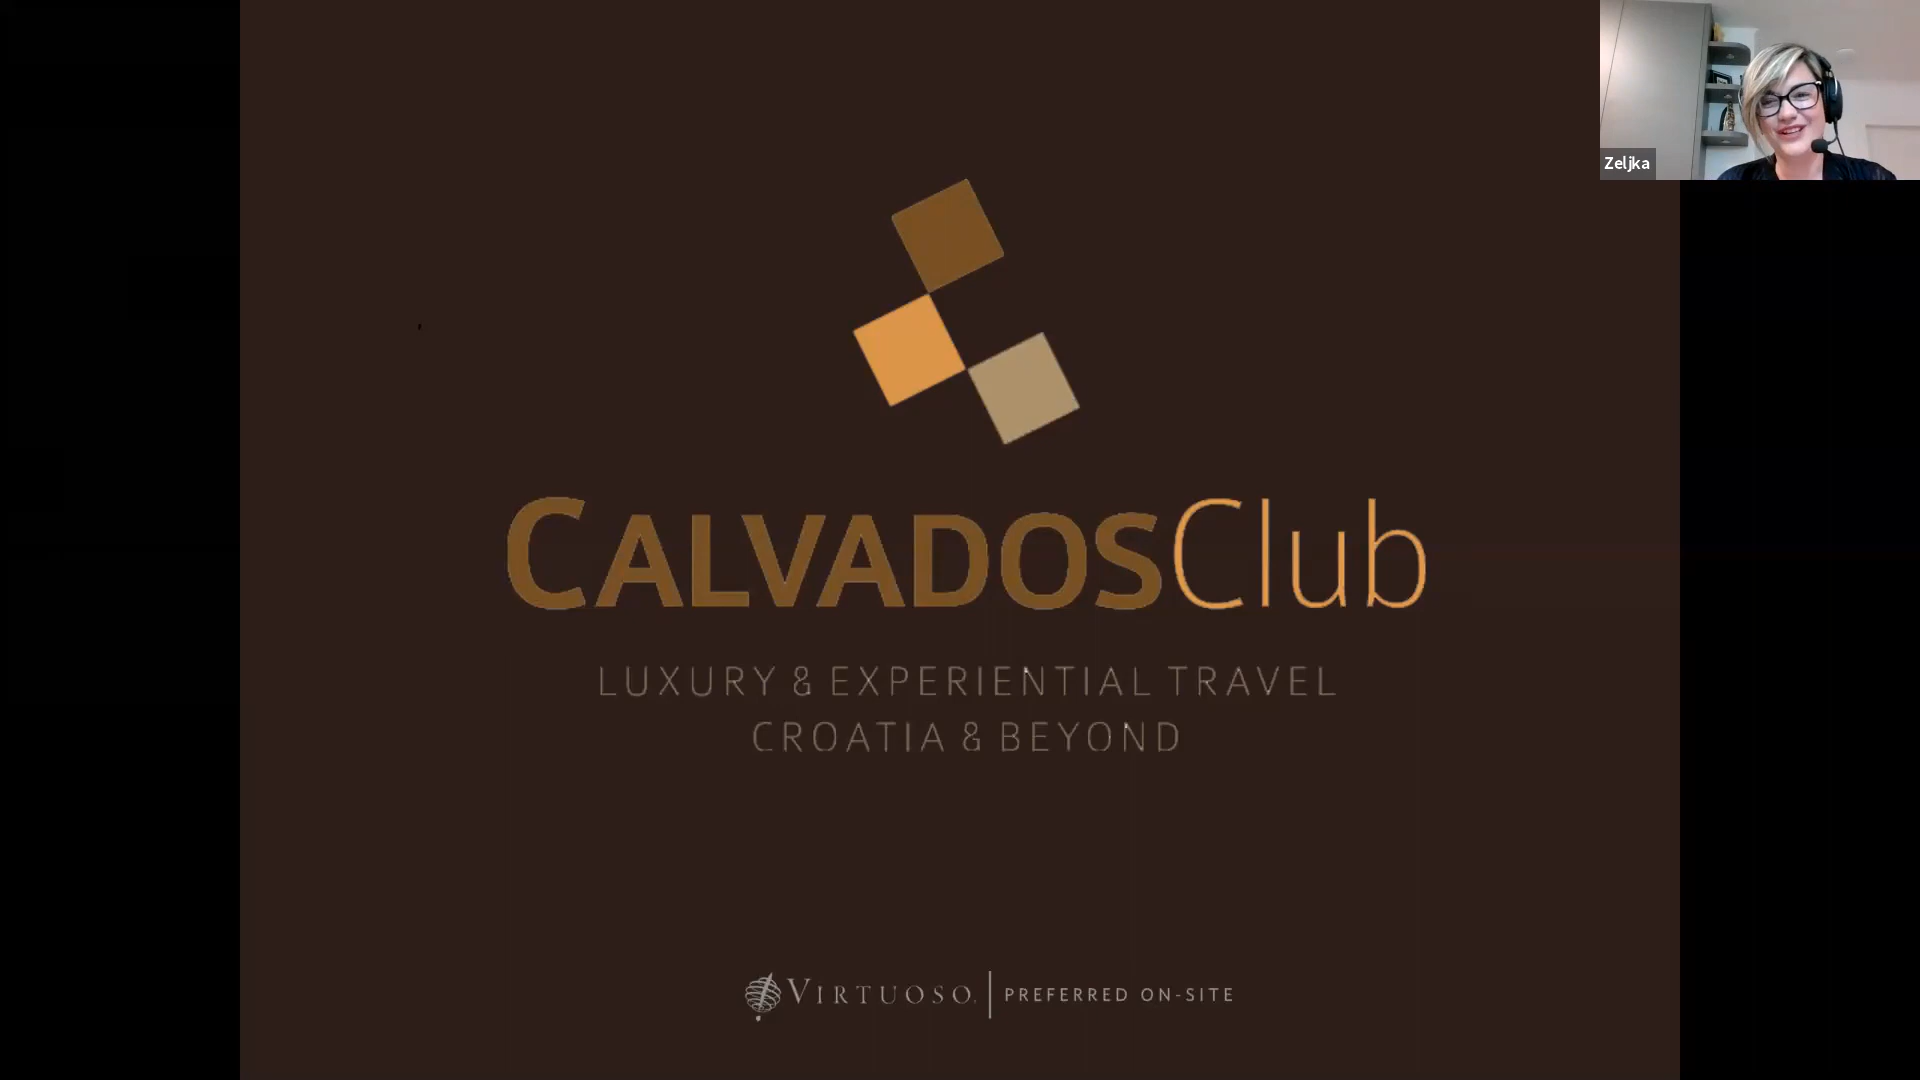 Zeljka
CALVADOSClub
LUXURY & EXPERIENTIAL TRAVEL
CROATIA & BEYOND
VIRTUOSO. | PREFERRED ON-SITE